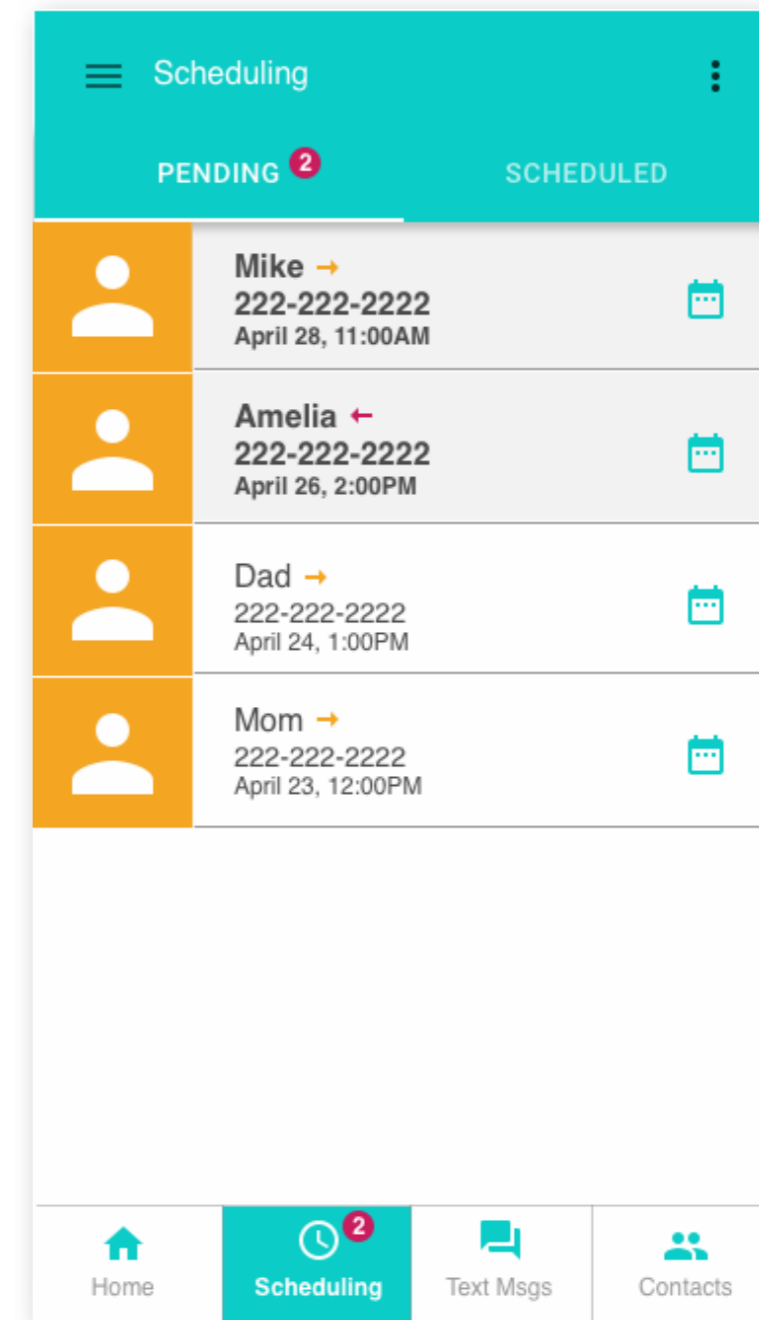 Scheduling
PENDING 2
SCHEDULED
Mike →
222-222-2222
April 28, 11:00AM
Amelia ←
222-222-2222
April 26, 2:00PM
Dad →
222-222-2222
April 24, 1:00PM
Mom →
222-222-2222
April 23, 12:00PM
2
Home
Scheduling
Text Msgs
Contacts